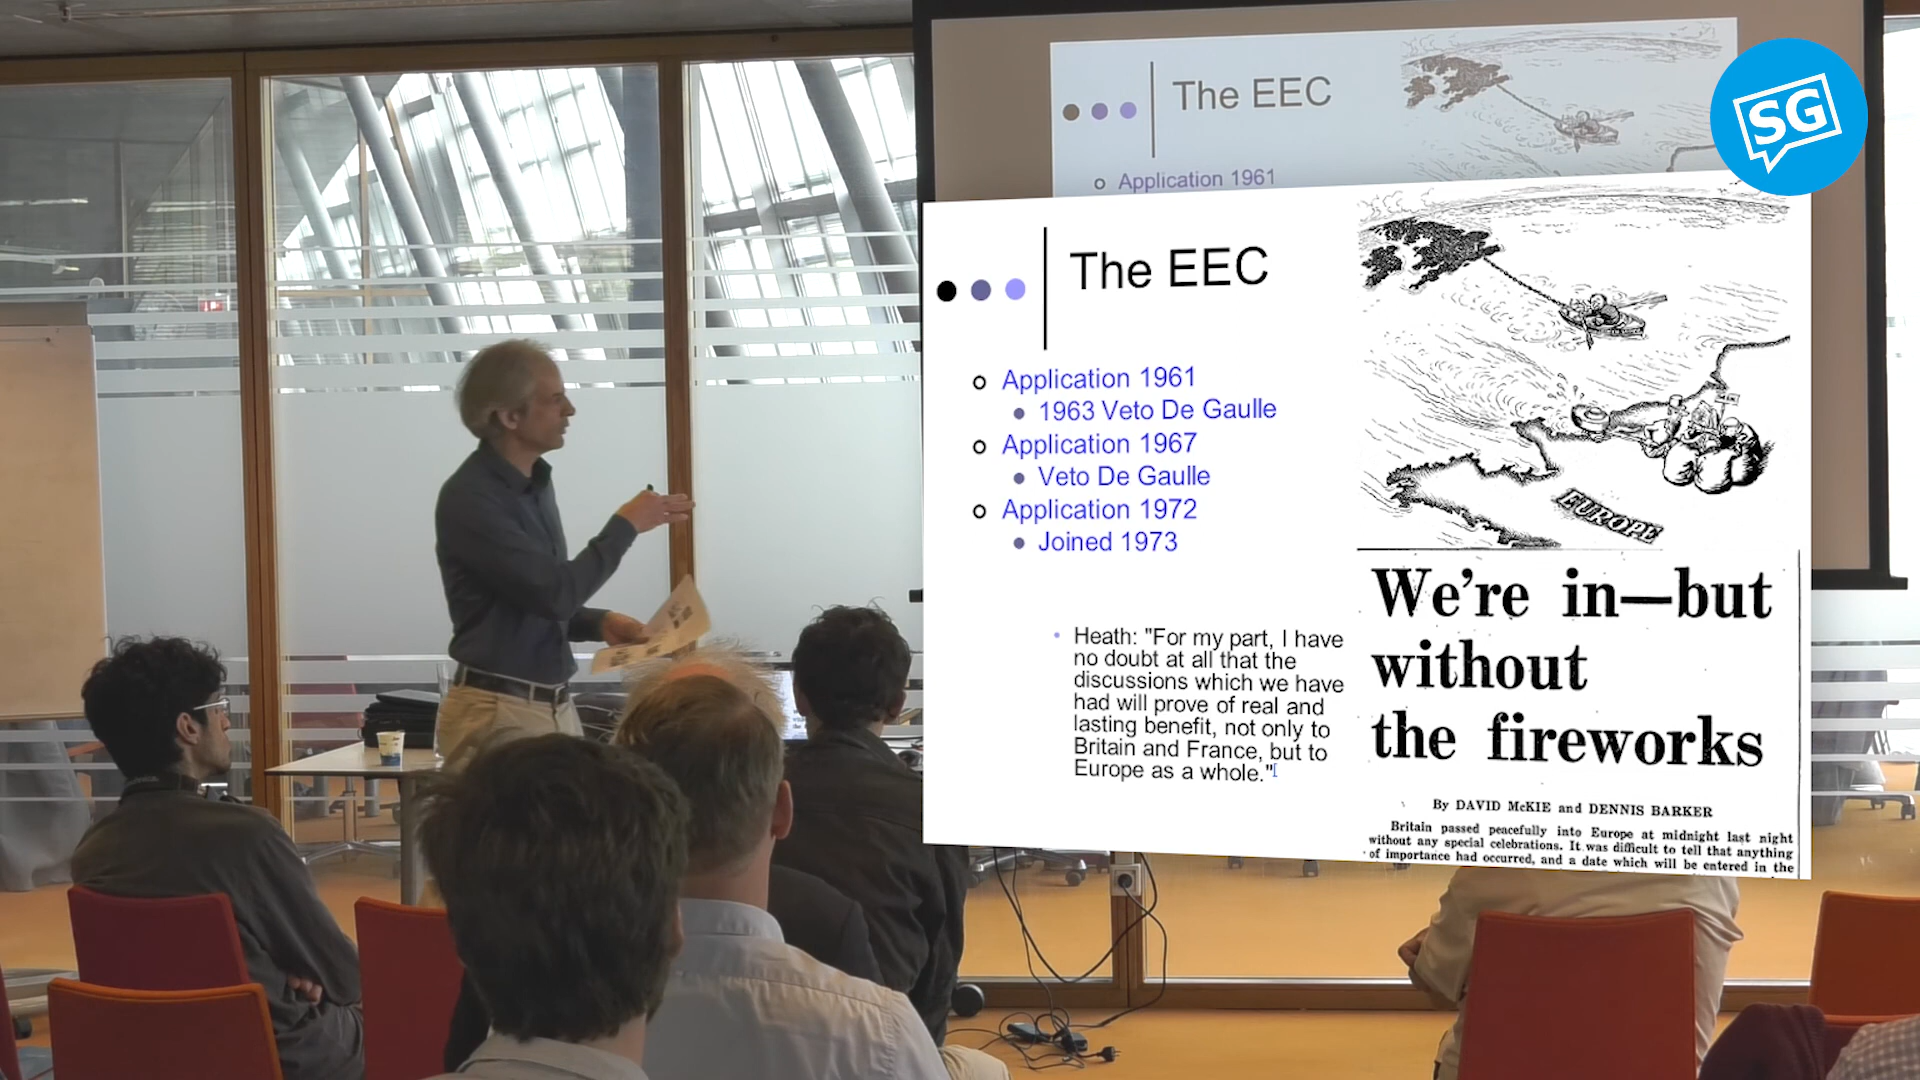 The EEC
Application 1961
SG
The EEC
Application 1961
1963 Veto De Gaulle
Application 1967
Veto De Gaulle
Application 1972
Joined 1973
Heath: "For my part, I have
no doubt at all that the
discussions which we have
had will prove of real and
lasting benefit, not only to
Britain and France, but to
Europe as a whole."[
EUROPE
We're in—but
without
the fireworks
By DAVID McKIE and DENNIS BARKER
Britain passed peacefully into Europe at midnight last night
without any special celebrations. It was difficult to tell that anything
of importance had occurred, and a date which will be entered in the